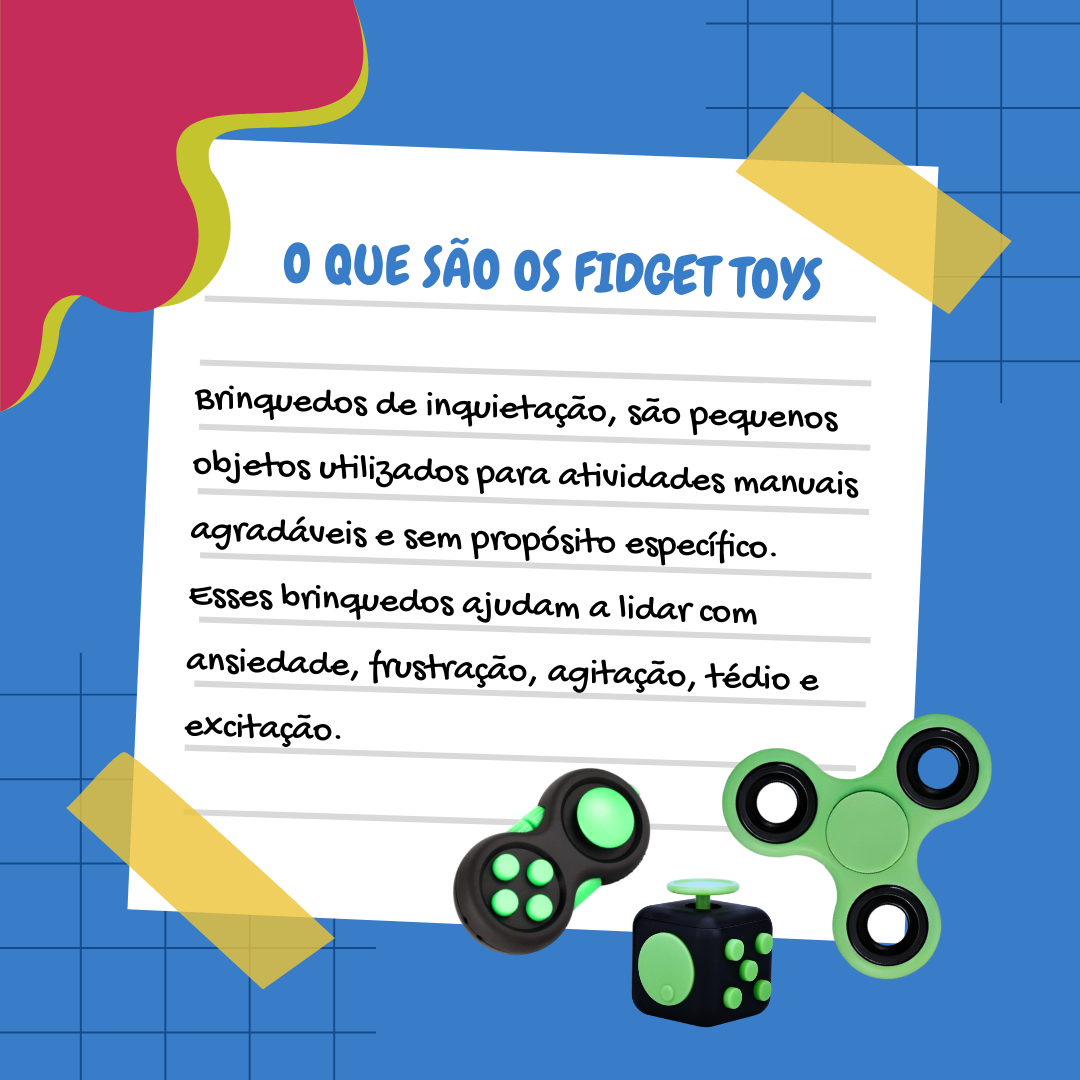 O QUE SÃO OS FIDGET TOYS
Brinquedos de inquietação, são pequenos
objetos utilizados para atividades manuais
agradáveis e sem propósito específico.
Esses brinquedos ajudam a lidar com
ansiedade, frustração, agitação, tédio e
excitação.